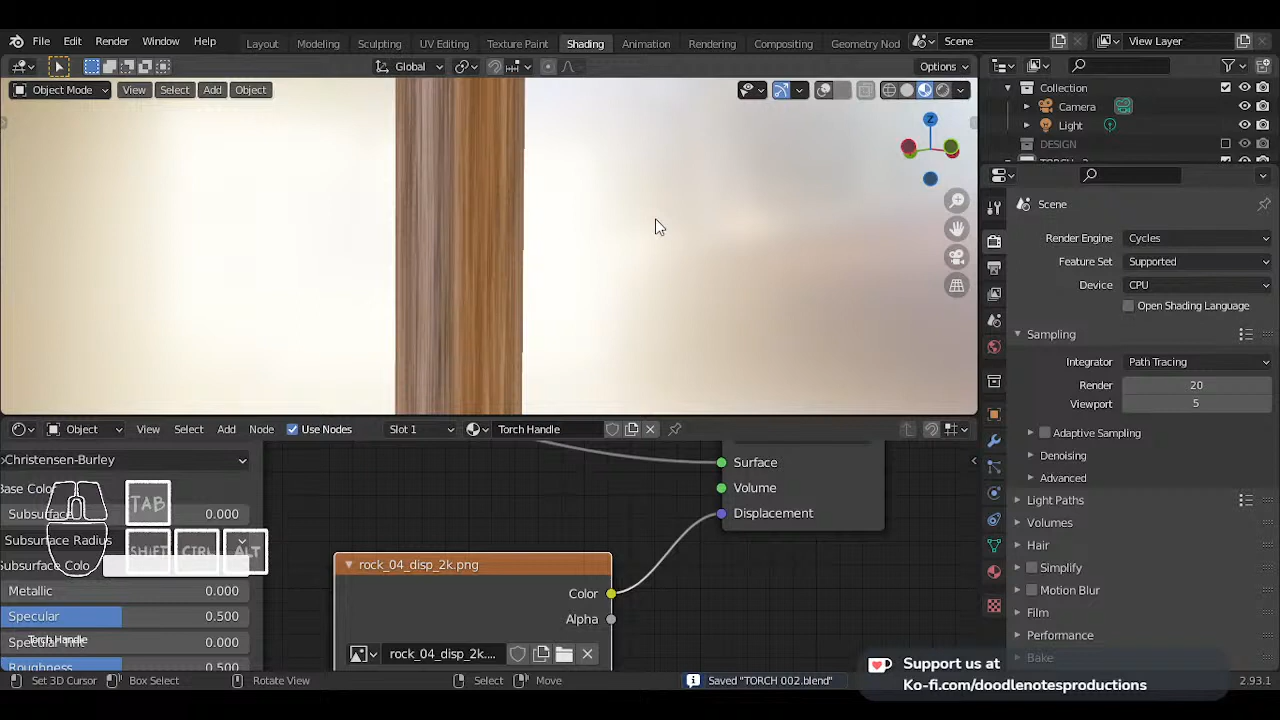 File Edit Render Window Help Layout Modeling Sculpting UV Editing Texture Paint Shading Animation Rendering Compositing Geometry Nod Scene View Layer
Global Options
Object Mode View Select Add Object
Z
Collection
Camera
Light
DESIGN
Scene
Render Engine Cycles
Feature Set Supported
Device CPU
Open Shading Language
Sampling
Integrator Path Tracing
Render 20
Viewport 5
Adaptive Sampling
Denoising
Advanced
Light Paths
Volumes
Hair
Simplify
Motion Blur
Film
Performance
Bake
Object View Select Add Node Use Nodes Slot 1 Torch Handle
Christensen-Burley
Base Color
Subsurface 0.000
Subsurface Radius
Subsurface Colo
Metallic 0.000
Specular 0.500
Specular Tint 0.000
Roughness 0.500
Torch Handle
TAB
SHIFT CTRL ALT
Surface
Volume
Displacement
rock_04_disp_2k.png
Color
Alpha
rock_04_disp_2k....
Support us at
Ko-fi.com/doodlenotesproductions
Set 3D Cursor Box Select Rotate View Select Move Saved "TORCH 002.blend" 2.93.1